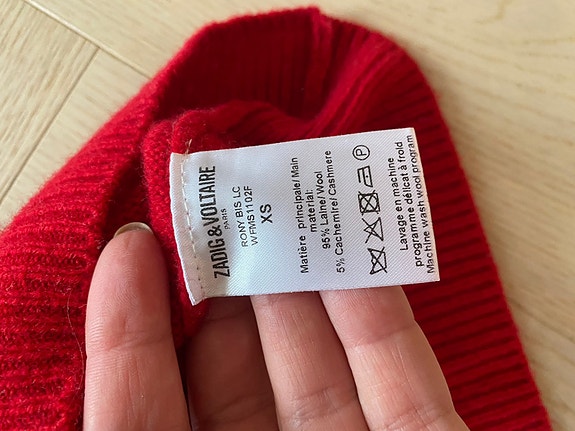 ZADIG&VOLTAIRE
PARIS
RONY BIS LC
WFMS1102F
XS
Matière principale/ Main
material:
95% Laine/ Wool
5% Cachemire/ Cashmere
P
Lavage en machine
programme délicat à froid
Machine wash wool program